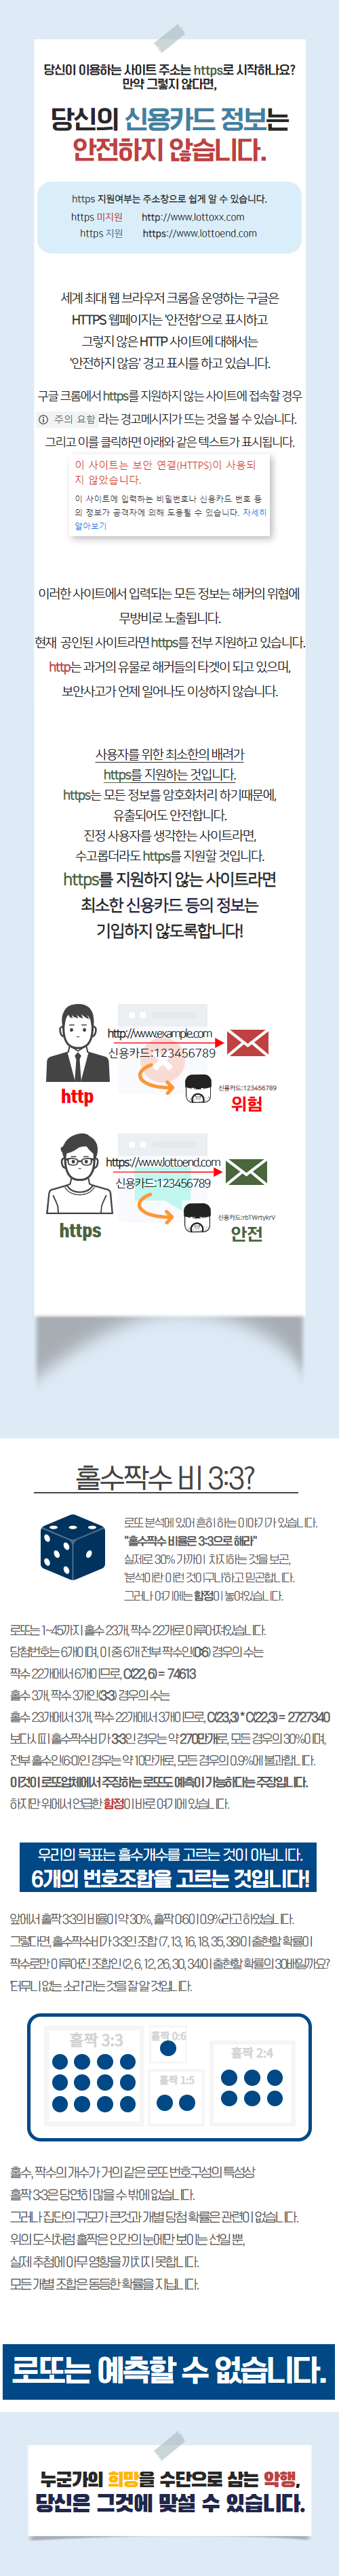 당신이 이용하는 사이트 주소는 https로 시작하나요?
만약 그렇지 않다면,
당신의 신용카드 정보는
안전하지 않습니다.
https 지원여부는 주소창으로 쉽게 알 수 있습니다.
https 미지원 http://www.lottoxx.com
https 지원 https://www.lottoend.com
세계 최대 웹 브라우저 크롬을 운영하는 구글은
HTTPS 웹페이지는 '안전함'으로 표시하고
그렇지 않은 HTTP 사이트에 대해서는
'안전하지 않음' 경고 표시를 하고 있습니다.
구글 크롬에서 https를 지원하지 않는 사이트에 접속할 경우
주의 요함 라는 경고메시지가 뜨는 것을 볼 수 있습니다.
그리고 이를 클릭하면 아래와 같은 텍스트가 표시됩니다.
이 사이트는 보안 연결(HTTPS)이 사용되
지 않았습니다.
이 사이트에 입력하는 비밀번호나 신용카드 번호 등
의 정보가 공격자에 의해 도용될 수 있습니다. 자세히
알아보기
이러한 사이트에서 입력되는 모든 정보는 해커의 위협에
무방비로 노출됩니다.
현재 공인된 사이트라면 https를 전부 지원하고 있습니다.
http는 과거의 유물로 해커들의 타겟이 되고 있으며,
보안사고가 언제 일어나도 이상하지 않습니다.
사용자를 위한 최소한의 배려가
https를 지원하는 것입니다.
https는 모든 정보를 암호화처리 하기때문에,
유출되어도 안전합니다.
진정 사용자를 생각한는 사이트라면,
수고롭더라도 https를 지원할 것입니다.
https를 지원하지 않는 사이트라면
최소한 신용카드 등의 정보는
기입하지 않도록합니다!
http://www.example.com
신용카드:123456789
신용카드:123456789
http
위험
https://www.lottoend.com
신용카드:123456789
신용카드:rbTWrtykrV
https
안전
홀수짝수 비 3:3?
로또 분석에 있어 흔히 하는 이야기가 있습니다.
"홀수짝수 비율은 3:3으로 해라"
실제로 30% 가까이 차지하는 것을 보곤,
'분석이란 이런 것이구나'하고 믿곤합니다.
그러나 여기에는 함정이 놓여있습니다.
로또는 1~45까지 홀수 23개, 짝수 22개로 이루어져있습니다.
당첨번호는 6개이며, 이 중 6개 전부 짝수인(0:6) 경우의 수는
짝수 22개에서 6개이므로, C(22, 6) = 74613
홀수 3개, 짝수 3개인(3:3) 경우의 수는
홀수 23개에서 3개, 짝수 22개에서 3개이므로, C(23,3) * C(22,3) = 2727340
보다시피 홀수짝수비가 3:3인 경우는 약 270만개로, 모든 경우의 30%이며,
전부 홀수인(6:0)인 경우는 약 10만개로, 모든 경우의 0.9%에 불과합니다.
이것이 로또업체에서 주장하는 로또도 예측이 가능하다는 주장입니다.
하지만 위에서 언급한 함정이 바로 여기에 있습니다.
우리의 목표는 홀수개수를 고르는 것이 아닙니다.
6개의 번호조합을 고르는 것입니다!
앞에서 홀짝 3:3의 비율이 약 30%, 홀짝 0:6이 0.9%라고 하였습니다.
그렇다면, 홀수짝수비가 3:3인 조합 (7, 13, 16, 18, 35, 38)이 출현할 확률이
짝수로만 이루어진 조합인 (2, 6, 12, 26, 30, 34)이 출현할 확률의 30배일까요?
'터무니 없는 소리'라는 것을 잘 알 것입니다.
홀짝 3:3
홀짝 0:6
홀짝 1:5
홀짝 2:4
홀수, 짝수의 개수가 거의 같은 로또 번호구성의 특성상
홀짝 3:3은 당연히 많을 수 밖에 없습니다.
그러나 집단의 규모가 큰것과 개별 당첨 확률은 관련이 없습니다.
위의 도식처럼 홀짝은 인간의 눈에만 보이는 선일 뿐,
실제 추첨에 아무 영향을 끼치지 못합니다.
모든 개별 조합은 동등한 확률을 지닙니다.
로또는 예측할 수 없습니다.
누군가의 희망을 수단으로 삼는 악행,
당신은 그것에 맞설 수 있습니다.